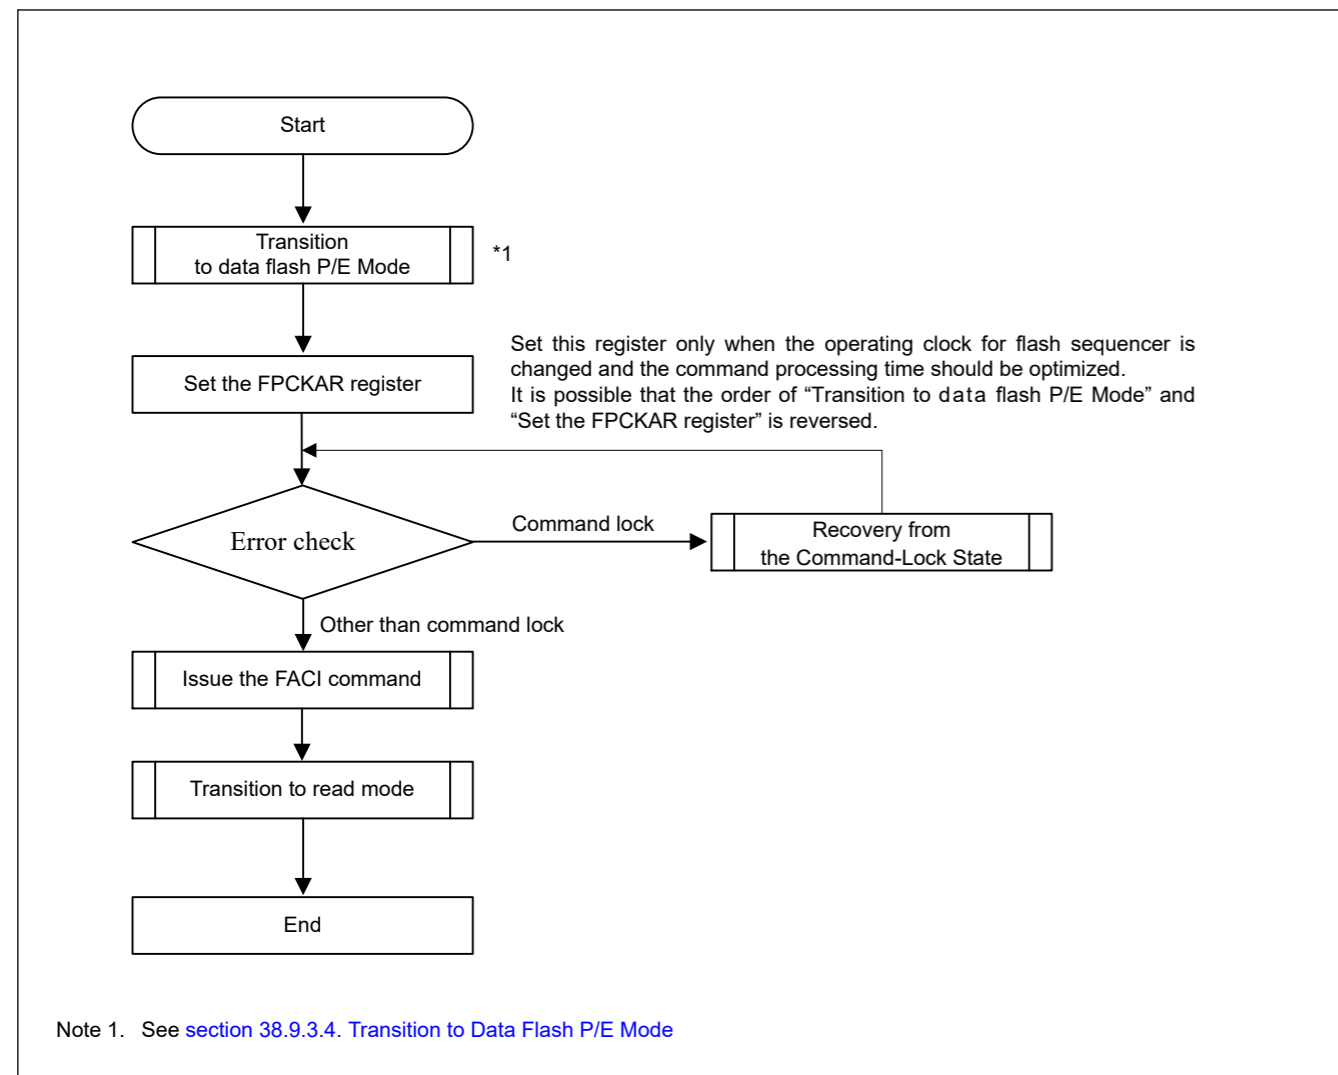 Start
Transition
to data flash P/E Mode
*1
Set this register only when the operating clock for flash sequencer is
changed and the command processing time should be optimized.
It is possible that the order of “Transition to data flash P/E Mode” and
“Set the FPCKAR register” is reversed.
Set the FPCKAR register
Error check
Command lock
Recovery from
the Command-Lock State
Other than command lock
Issue the FACI command
Transition to read mode
End
Note 1. See section 38.9.3.4. Transition to Data Flash P/E Mode